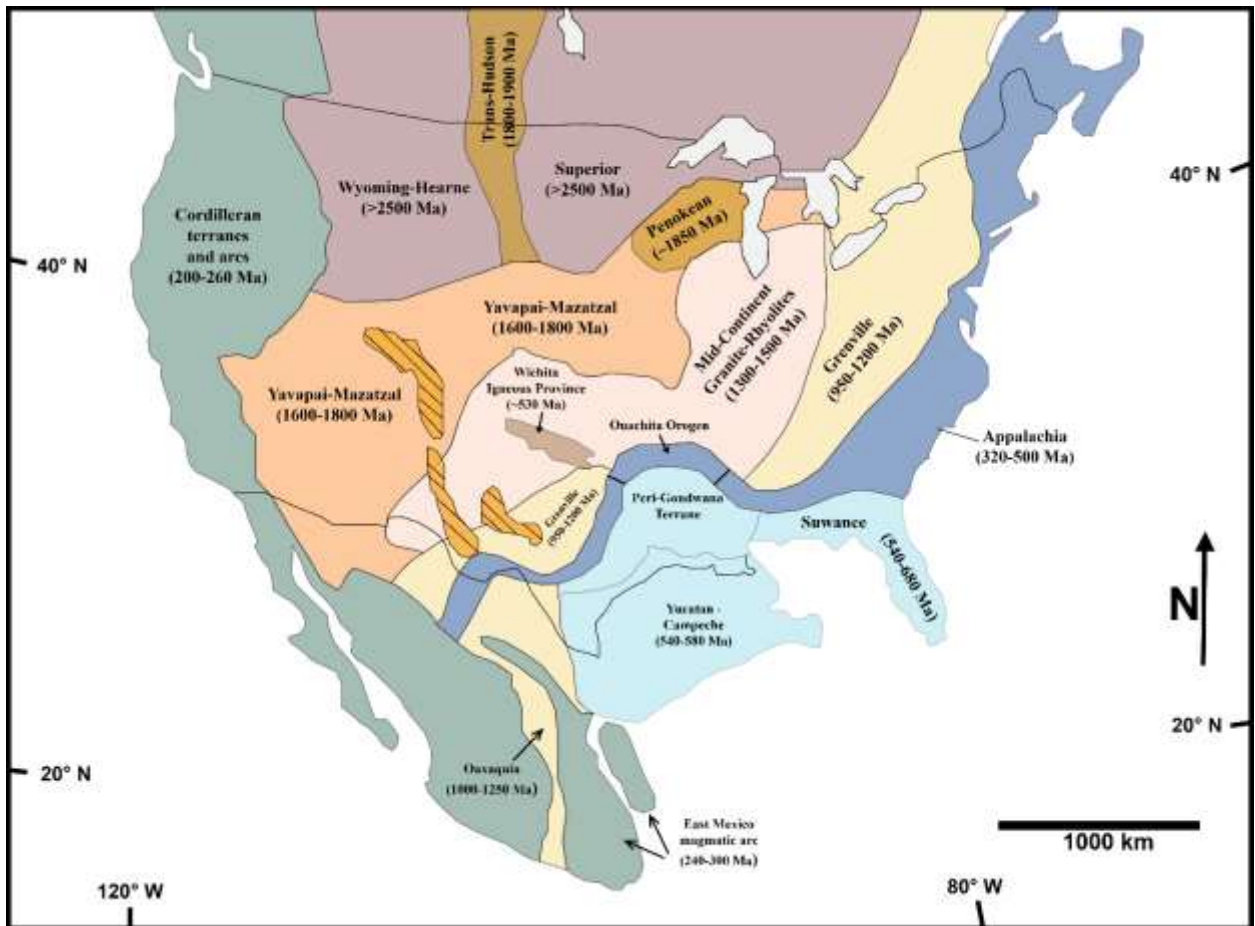 Trans-Hudson
(1800-1900 Ma)
40° N
Superior
(>2500 Ma)
Wyoming-Hearne
(>2500 Ma)
Penokean
(~1850 Ma)
Cordilleran
terranes
and arcs
(200-260 Ma)
40° N
Yavapai-Mazatzal
(1600-1800 Ma)
Mid-Continent
Granite-Rhyolites
(1300-1500 Ma)
Grenville
(950-1200 Ma)
Wichita
Igneous Province
(~530 Ma)
Yavapai-Mazatzal
(1600-1800 Ma)
Ouachita Orogen
Appalachia
(320-500 Ma)
Peri-Gondwana
Terrane
Grenville
(950-1200 Ma)
Suwance
(540-680 Ma)
Yucatan -
Campeche
(540-580 Ma)
N
20° N
20° N
Oaxaquia
(1000-1250 Ma)
East Mexico
magmatic arc
(240-300 Ma)
1000 km
120° W
80° W